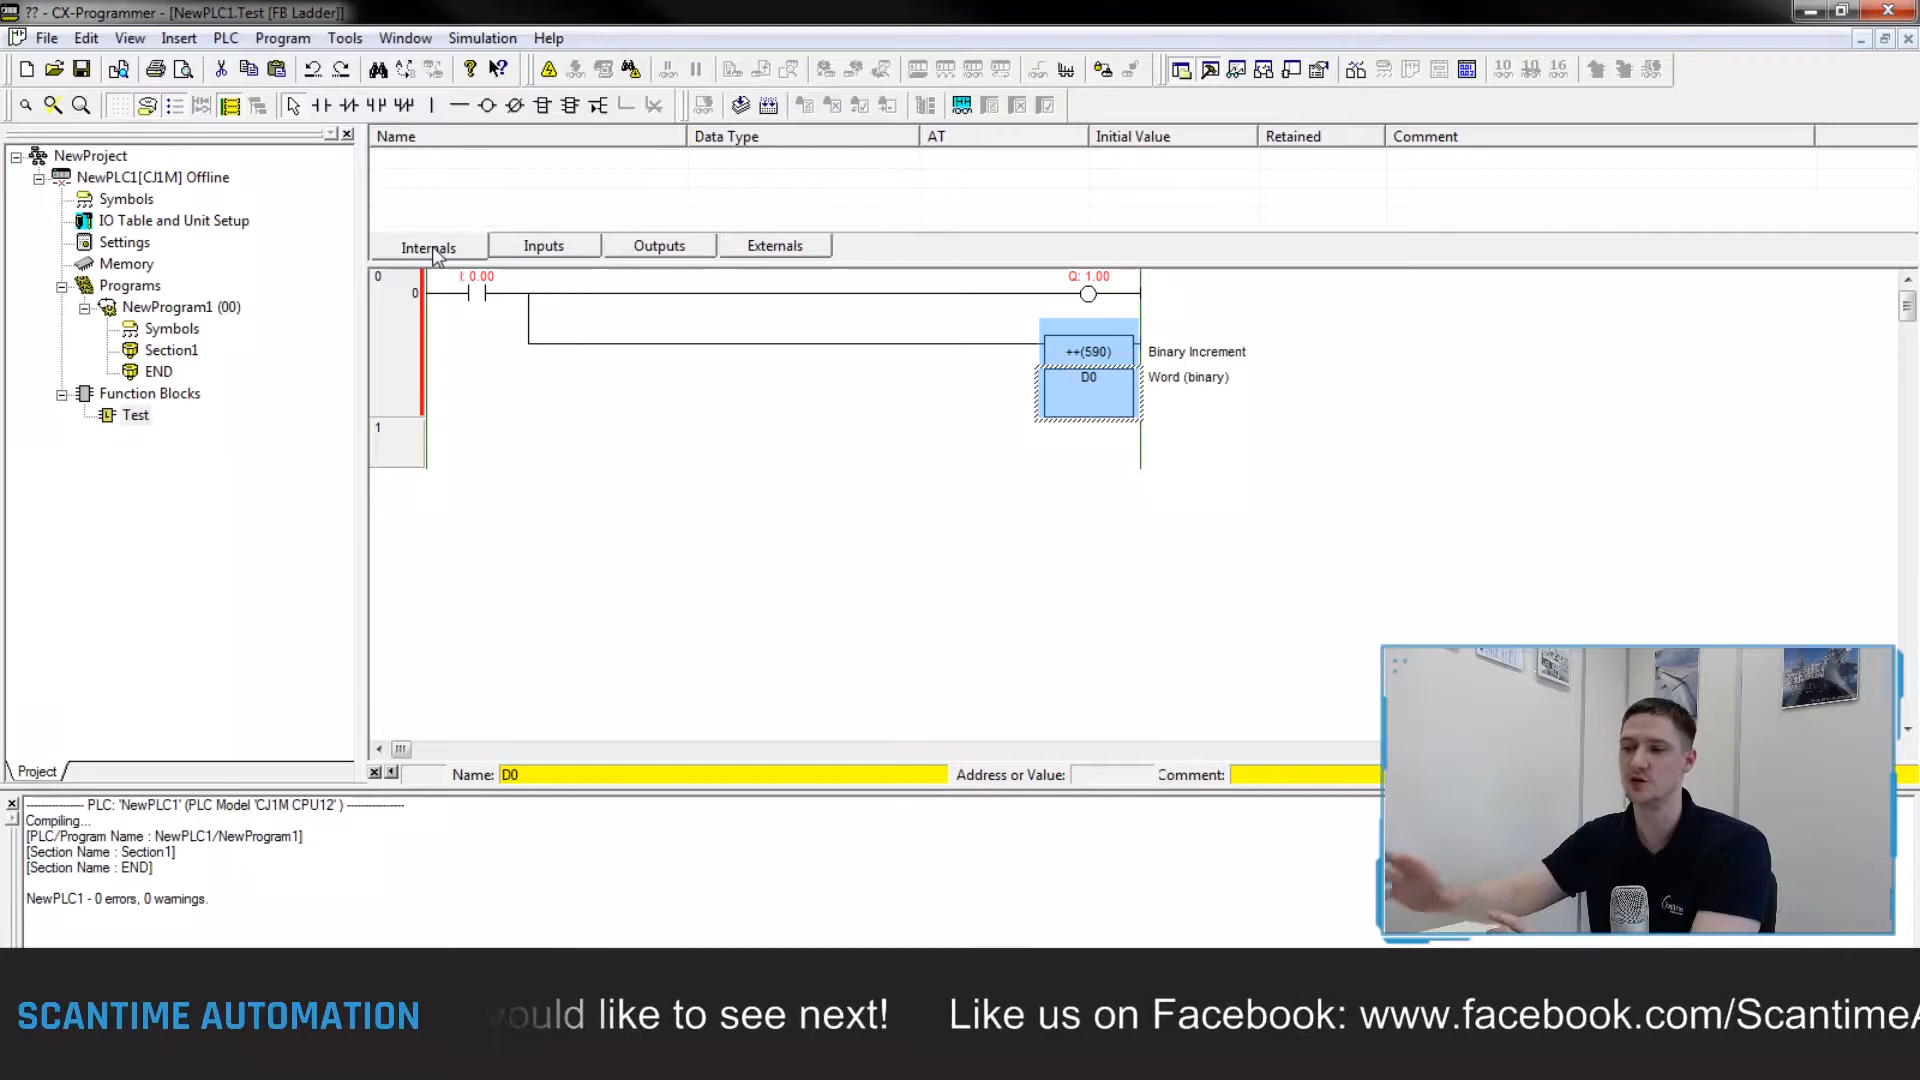 ?? - CX-Programmer - [NewPLC1.Test [FB Ladder]]
File Edit View Insert PLC Program Tools Simulation Window Help
Name Data Type AT Initial Value Retained Comment
NewProject
NewPLC1[CJ1M] Offline
Symbols
IO Table and Unit Setup
Settings
Memory
Programs
NewProgram1 (00)
Symbols
Section1
END
Function Blocks
Test
Project
Internals Inputs Outputs Externals
0
0
I: 0.00
Q: 1.00
++(590)
Binary Increment
D0
Word (binary)
1
Name: D0 Address or Value: Comment:
---------------- PLC: 'NewPLC1' (PLC Model 'CJ1M CPU12' ) ----------------
Compiling...
[PLC/Program Name : NewPLC1/NewProgram1]
[Section Name : Section1]
[Section Name : END]
NewPLC1 - 0 errors, 0 warnings.
SCANTIME AUTOMATION
ould like to see next! Like us on Facebook: www.facebook.com/ScantimeA